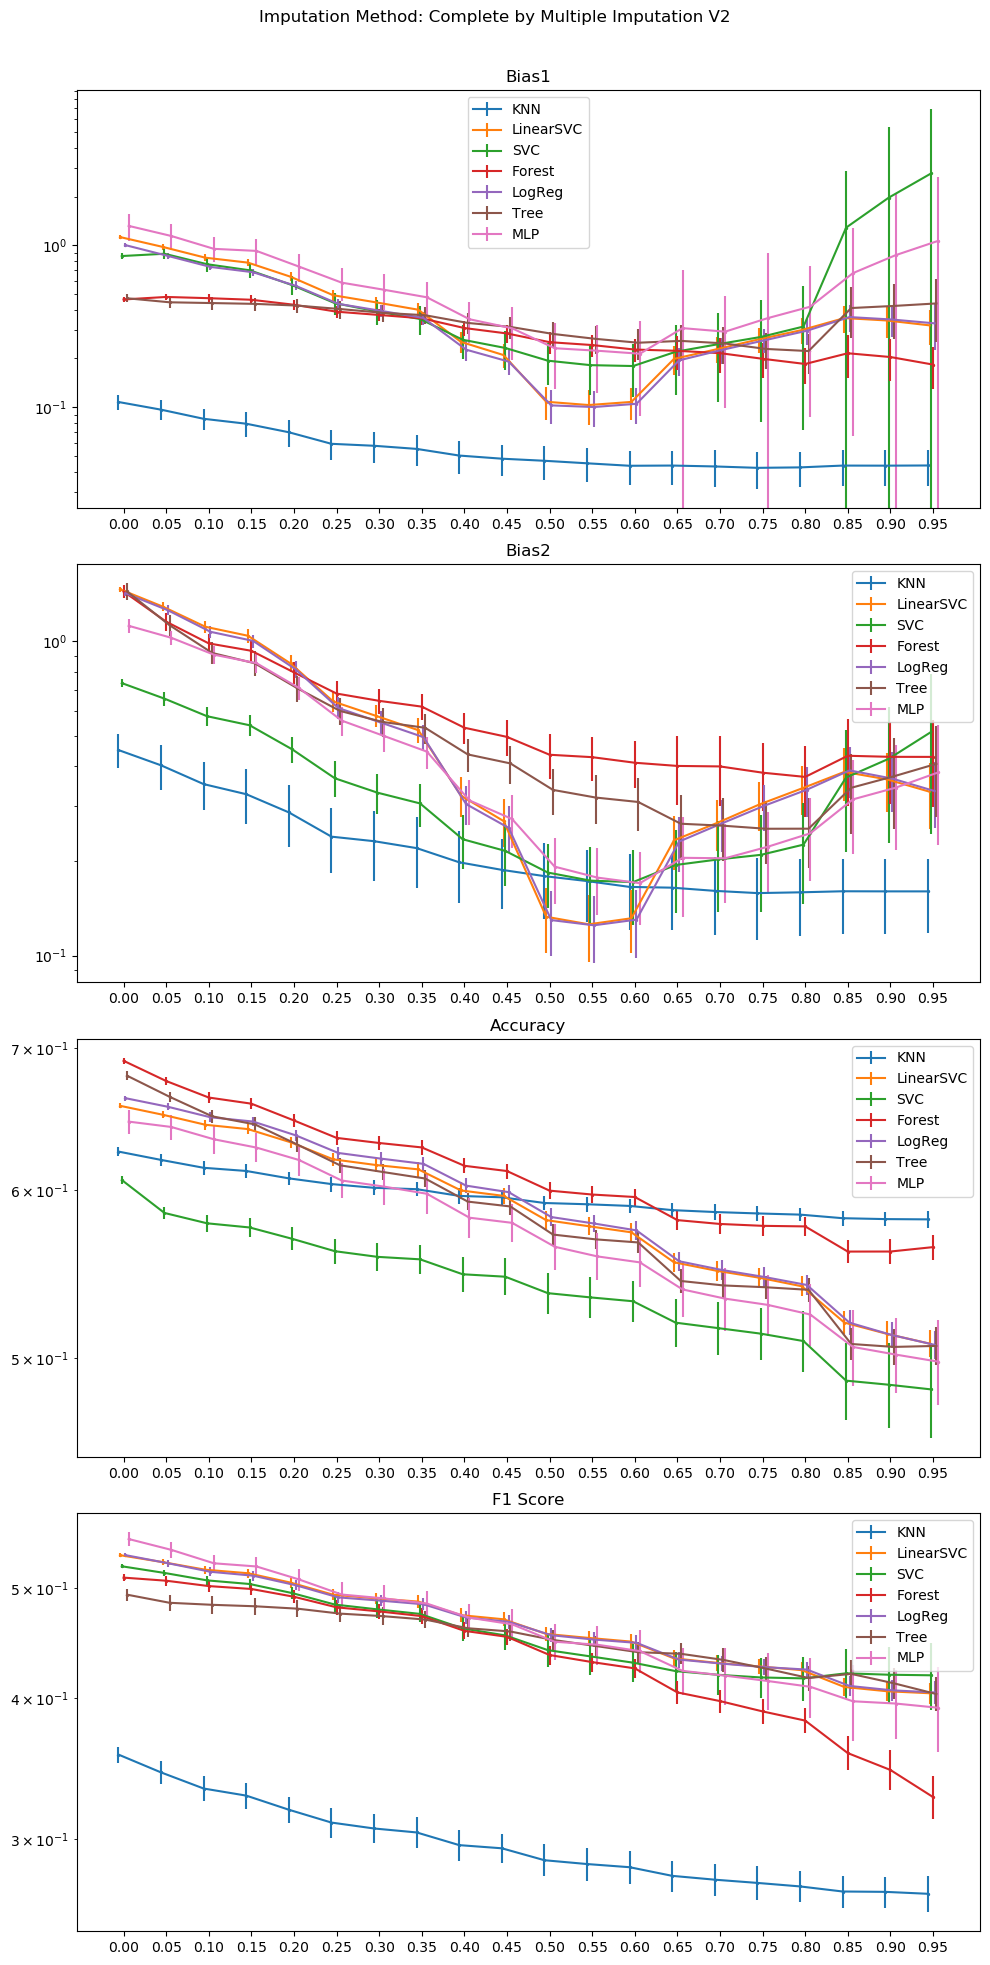 Imputation Method: Complete by Multiple Imputation V2
Bias1
KNN
LinearSVC
SVC
Forest
LogReg
Tree
MLP
10^0
10^-1
0.00 0.05 0.10 0.15 0.20 0.25 0.30 0.35 0.40 0.45 0.50 0.55 0.60 0.65 0.70 0.75 0.80 0.85 0.90 0.95
Bias2
KNN
LinearSVC
SVC
Forest
LogReg
Tree
MLP
10^0
10^-1
0.00 0.05 0.10 0.15 0.20 0.25 0.30 0.35 0.40 0.45 0.50 0.55 0.60 0.65 0.70 0.75 0.80 0.85 0.90 0.95
Accuracy
7 × 10^-1
KNN
LinearSVC
SVC
Forest
LogReg
Tree
MLP
6 × 10^-1
5 × 10^-1
0.00 0.05 0.10 0.15 0.20 0.25 0.30 0.35 0.40 0.45 0.50 0.55 0.60 0.65 0.70 0.75 0.80 0.85 0.90 0.95
F1 Score
KNN
LinearSVC
SVC
Forest
LogReg
Tree
MLP
5 × 10^-1
4 × 10^-1
3 × 10^-1
0.00 0.05 0.10 0.15 0.20 0.25 0.30 0.35 0.40 0.45 0.50 0.55 0.60 0.65 0.70 0.75 0.80 0.85 0.90 0.95